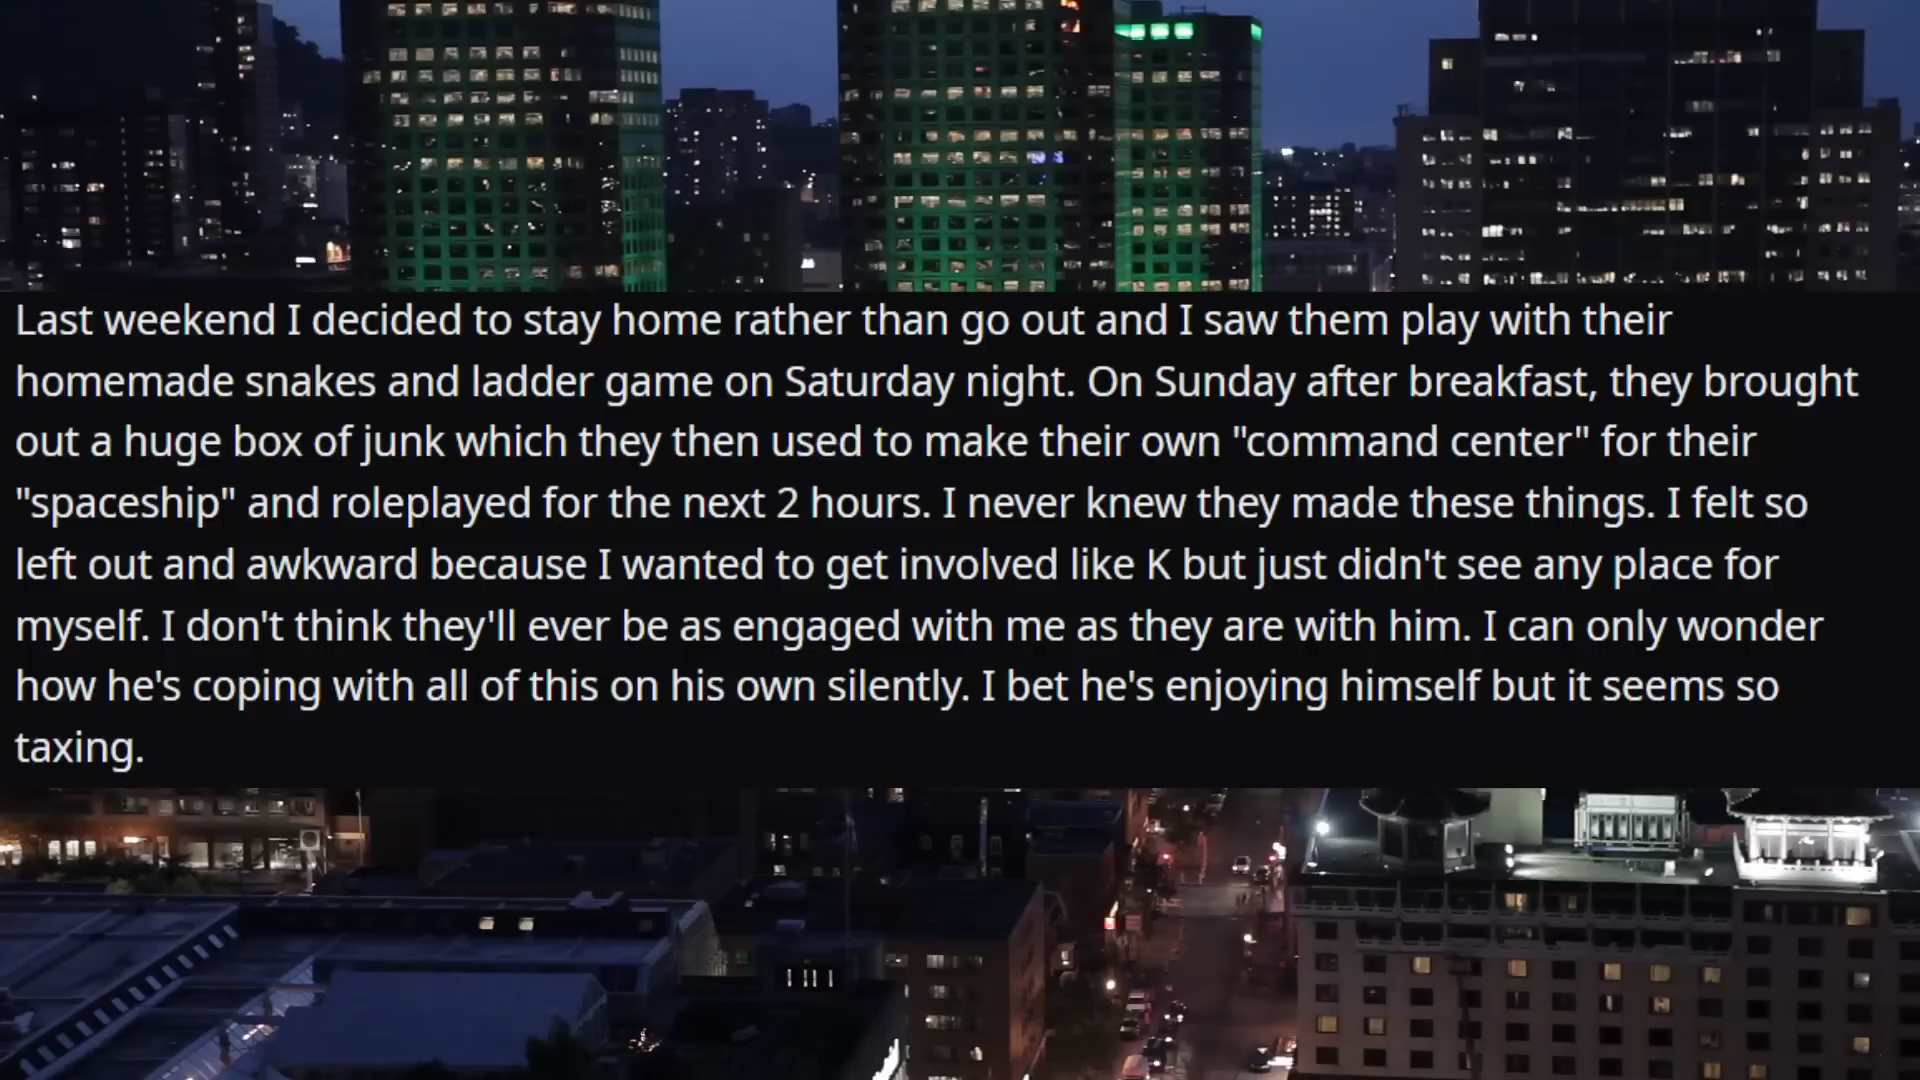 Last weekend I decided to stay home rather than go out and I saw them play with their
homemade snakes and ladder game on Saturday night. On Sunday after breakfast, they brought
out a huge box of junk which they then used to make their own "command center" for their
"spaceship" and roleplayed for the next 2 hours. I never knew they made these things. I felt so
left out and awkward because I wanted to get involved like K but just didn't see any place for
myself. I don't think they'll ever be as engaged with me as they are with him. I can only wonder
how he's coping with all of this on his own silently. I bet he's enjoying himself but it seems so
taxing.